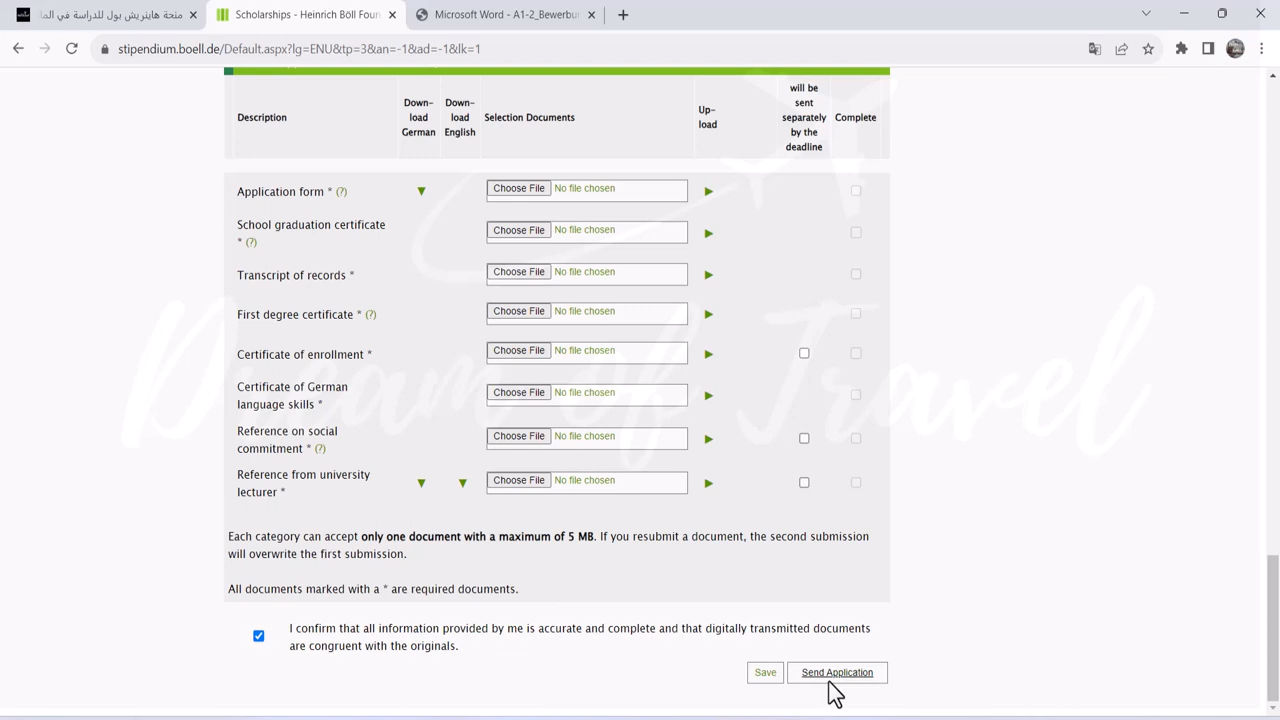 منحة هاينريش بول للدراسة في الما
Scholarships - Heinrich Böll Foun
Microsoft Word - A1-2_Bewerbun
stipendium.boell.de/Default.aspx?lg=ENU&tp=3&an=-1&ad=-1&lk=1
Description
Down-
load
German
Down-
load
English
Selection Documents
Up-
load
will be
sent
separately
by the
deadline
Complete
Application form * (?)
Choose File No file chosen
School graduation certificate
* (?)
Choose File No file chosen
Transcript of records *
Choose File No file chosen
First degree certificate * (?)
Choose File No file chosen
Certificate of enrollment *
Choose File No file chosen
Certificate of German
language skills *
Choose File No file chosen
Reference on social
commitment * (?)
Choose File No file chosen
Reference from university
lecturer *
Choose File No file chosen
Each category can accept only one document with a maximum of 5 MB. If you resubmit a document, the second submission
will overwrite the first submission.
All documents marked with a * are required documents.
I confirm that all information provided by me is accurate and complete and that digitally transmitted documents
are congruent with the originals.
Save
Send Application
Dream of Travel